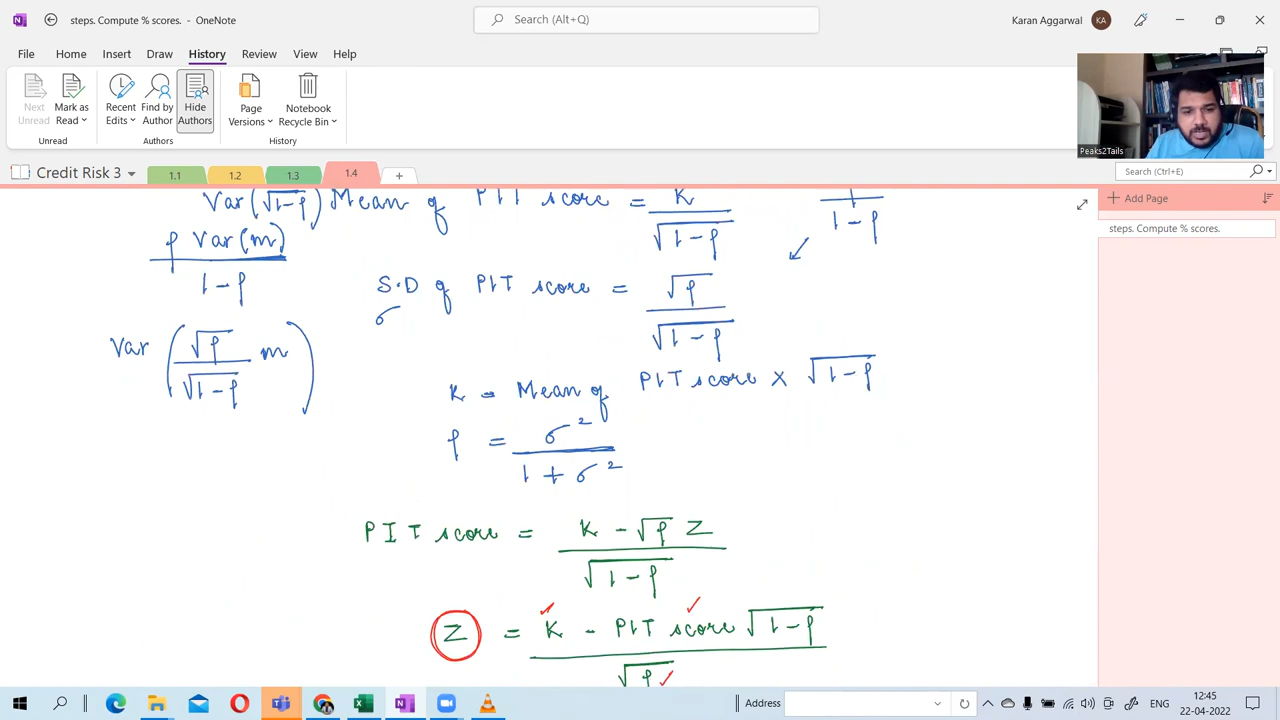 steps. Compute % scores. - OneNote
Search (Alt+Q)
Karan Aggarwal
KA
File Home Insert Draw History Review View Help
Next Unread
Mark as Read
Recent Edits
Find by Author
Hide Authors
Page Versions
Notebook Recycle Bin
Unread
Authors
History
Peaks2Tails
Credit Risk 3
1.1
1.2
1.3
1.4
Search (Ctrl+E)
Add Page
steps. Compute % scores.
Var(√1-ρ) Mean of PIT score = K / √1-ρ
1 / 1-ρ
ρ Var(m) / 1-ρ
S.D of PIT score = √ρ / √1-ρ
σ
Var (√ρ / √1-ρ m)
K = Mean of PIT score × √1-ρ
ρ = σ² / 1 + σ²
PIT score = K - √ρ Z / √1-ρ
Z = K - PIT score √1-ρ / √ρ
Address
12:45
ENG
22-04-2022